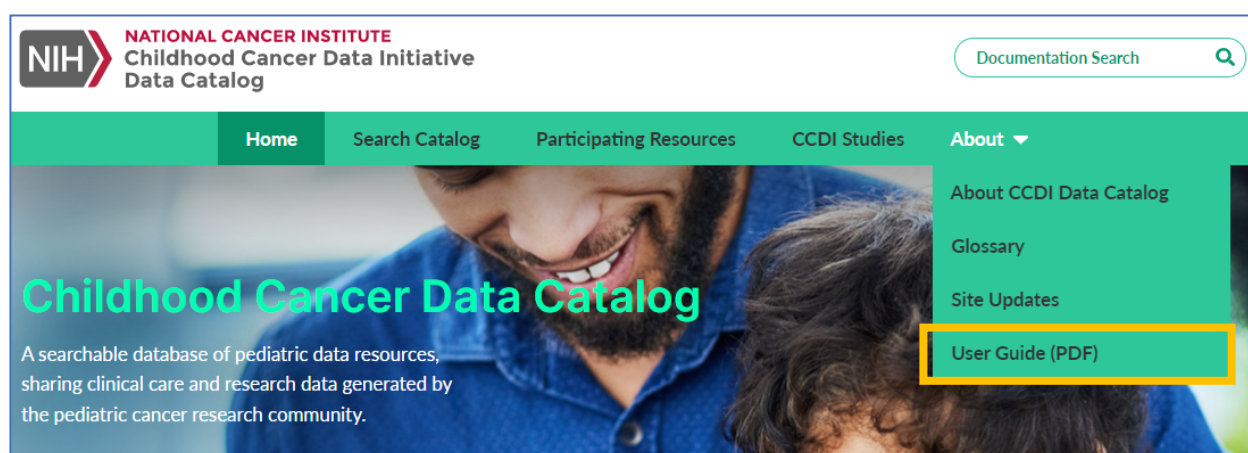 NIH
NATIONAL CANCER INSTITUTE
Childhood Cancer Data Initiative
Data Catalog
Documentation Search
Home
Search Catalog
Participating Resources
CCDI Studies
About
About CCDI Data Catalog
Glossary
Site Updates
User Guide (PDF)
Childhood Cancer Data Catalog
A searchable database of pediatric data resources,
sharing clinical care and research data generated by
the pediatric cancer research community.